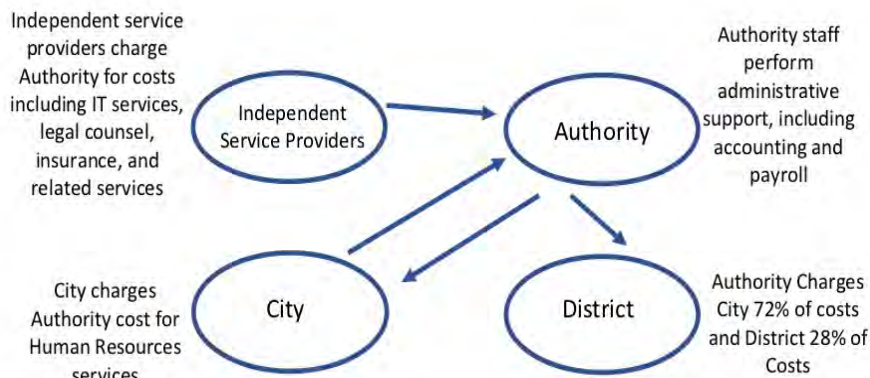 Independent service
providers charge
Authority for costs
including IT services,
legal counsel,
insurance, and
related services
Independent
Service Providers
Authority
Authority staff
perform
administrative
support, including
accounting and
payroll
City charges
Authority cost for
Human Resources
services
City
District
Authority Charges
City 72% of costs
and District 28% of
Costs